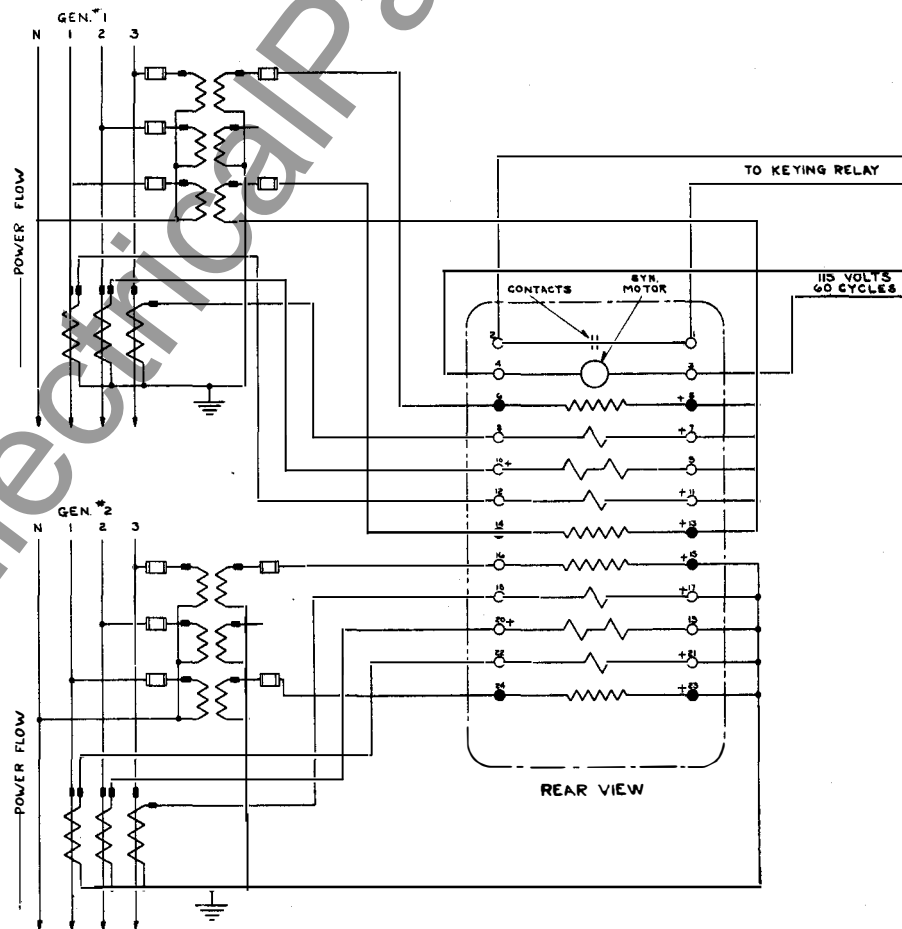 GEN. #1
N 1 2 3
POWER FLOW
TO KEYING RELAY
115 VOLTS
60 CYCLES
CONTACTS
SYN.
MOTOR
2 1
4 3
6 +5
8 +7
10+ 9
12 +11
14 +13
16 +15
18 +17
20+ 19
22 +21
24 +23
REAR VIEW
GEN. #2
N 1 2 3
POWER FLOW